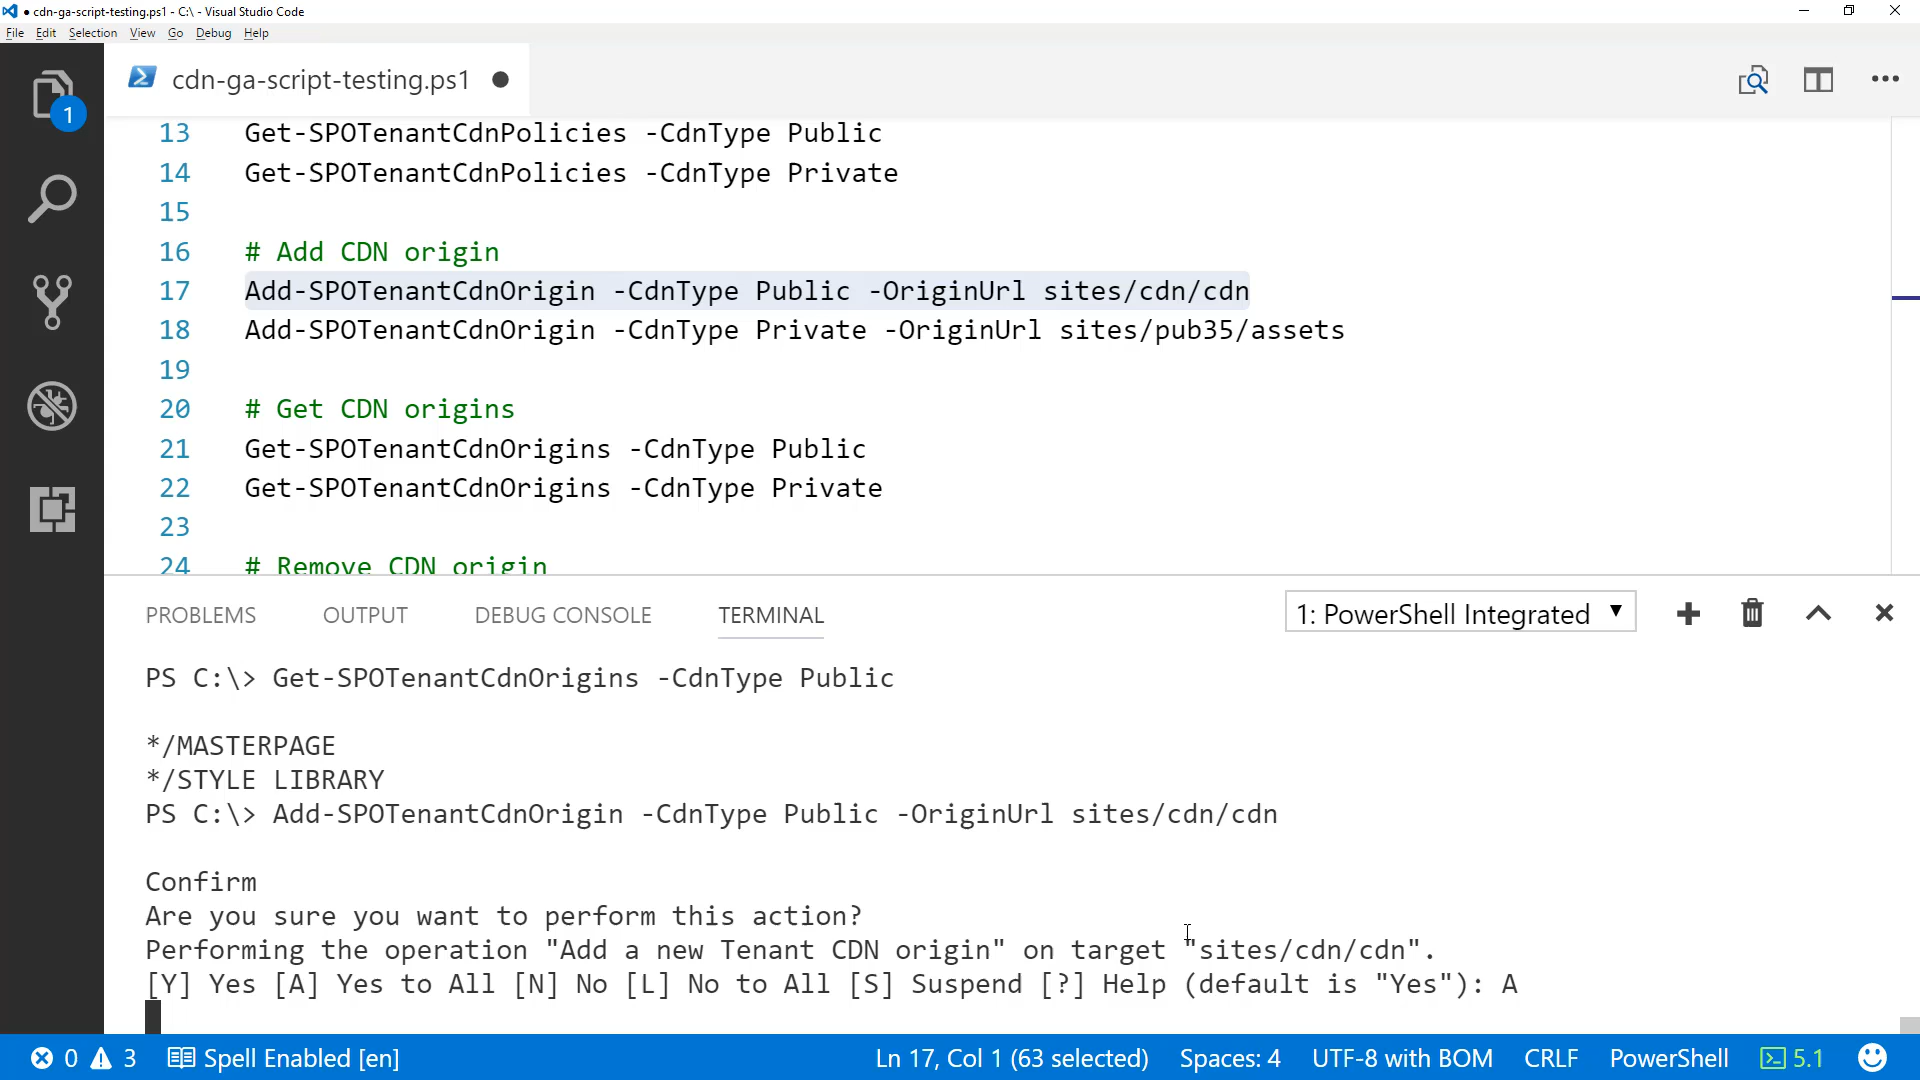 cdn-ga-script-testing.ps1 - C:\ - Visual Studio Code
File Edit Selection View Go Debug Help
1
cdn-ga-script-testing.ps1
13 Get-SPOTenantCdnPolicies -CdnType Public
14 Get-SPOTenantCdnPolicies -CdnType Private
15
16 # Add CDN origin
17 Add-SPOTenantCdnOrigin -CdnType Public -OriginUrl sites/cdn/cdn
18 Add-SPOTenantCdnOrigin -CdnType Private -OriginUrl sites/pub35/assets
19
20 # Get CDN origins
21 Get-SPOTenantCdnOrigins -CdnType Public
22 Get-SPOTenantCdnOrigins -CdnType Private
23
24 # Remove CDN origin
PROBLEMS OUTPUT DEBUG CONSOLE TERMINAL 1: PowerShell Integrated
PS C:\> Get-SPOTenantCdnOrigins -CdnType Public
*/MASTERPAGE
*/STYLE LIBRARY
PS C:\> Add-SPOTenantCdnOrigin -CdnType Public -OriginUrl sites/cdn/cdn
Confirm
Are you sure you want to perform this action?
Performing the operation "Add a new Tenant CDN origin" on target "sites/cdn/cdn".
[Y] Yes [A] Yes to All [N] No [L] No to All [S] Suspend [?] Help (default is "Yes"): A
0 3 Spell Enabled [en] Ln 17, Col 1 (63 selected) Spaces: 4 UTF-8 with BOM CRLF PowerShell 5.1